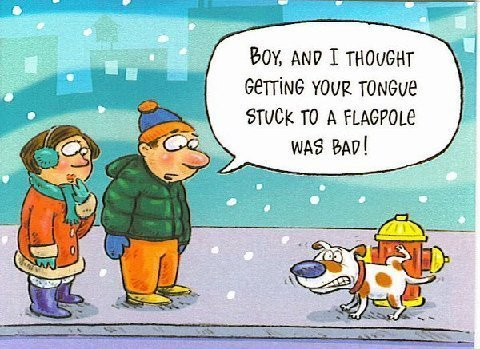 BOY, AND I THOUGHT
GETTING YOUR TONGUE
STUCK TO A FLAGPOLE
WAS BAD!